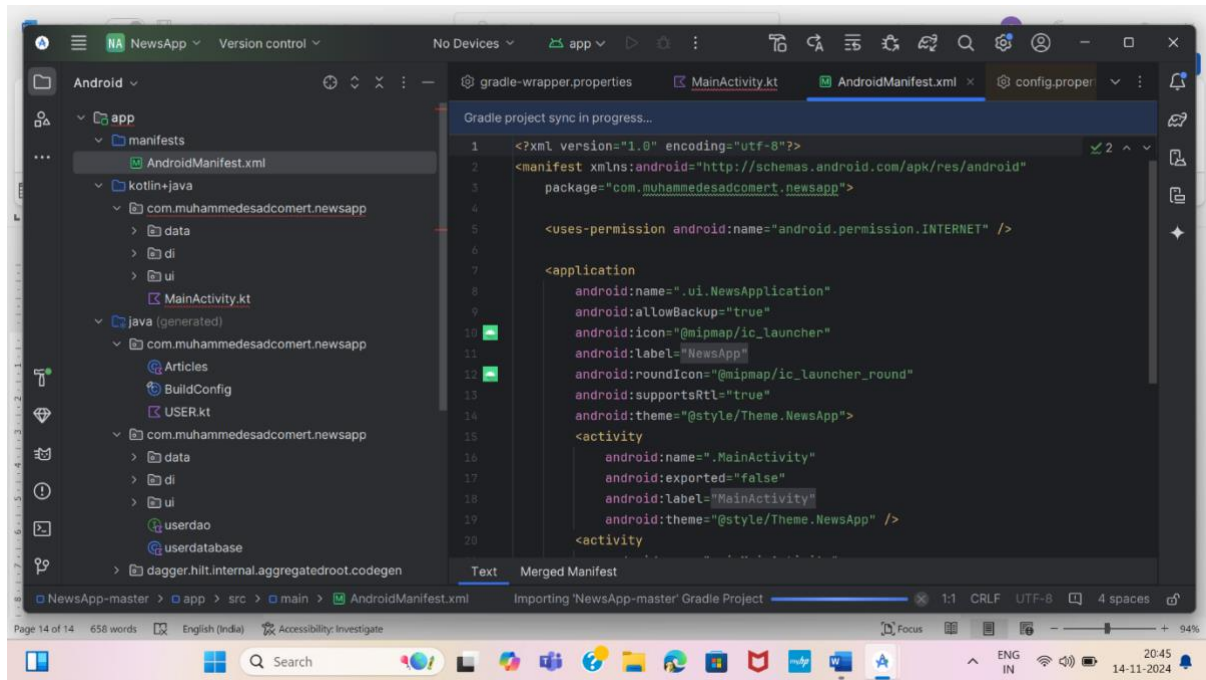 NA NewsApp Version control No Devices app
Android
gradle-wrapper.properties MainActivity.kt AndroidManifest.xml config.proper
app
manifests
AndroidManifest.xml
kotlin+java
com.muhammedesadcomert.newsapp
data
di
ui
MainActivity.kt
java (generated)
com.muhammedesadcomert.newsapp
Articles
BuildConfig
USER.kt
com.muhammedesadcomert.newsapp
data
di
ui
userdao
userdatabase
dagger.hilt.internal.aggregatedroot.codegen
Gradle project sync in progress...
2
1 <?xml version="1.0" encoding="utf-8"?>
2 <manifest xmlns:android="http://schemas.android.com/apk/res/android"
3 package="com.muhammedesadcomert.newsapp">
4
5 <uses-permission android:name="android.permission.INTERNET" />
6
7 <application
8 android:name=".ui.NewsApplication"
9 android:allowBackup="true"
10 android:icon="@mipmap/ic_launcher"
11 android:label="NewsApp"
12 android:roundIcon="@mipmap/ic_launcher_round"
13 android:supportsRtl="true"
14 android:theme="@style/Theme.NewsApp">
15 <activity
16 android:name=".MainActivity"
17 android:exported="false"
18 android:label="MainActivity"
19 android:theme="@style/Theme.NewsApp" />
20 <activity
Text Merged Manifest
NewsApp-master > app > src > main > AndroidManifest.xml Importing 'NewsApp-master' Gradle Project 1:1 CRLF UTF-8 4 spaces
Page 14 of 14 658 words English (India) Accessibility: Investigate Focus 94%
Search ENG 20:45
IN 14-11-2024